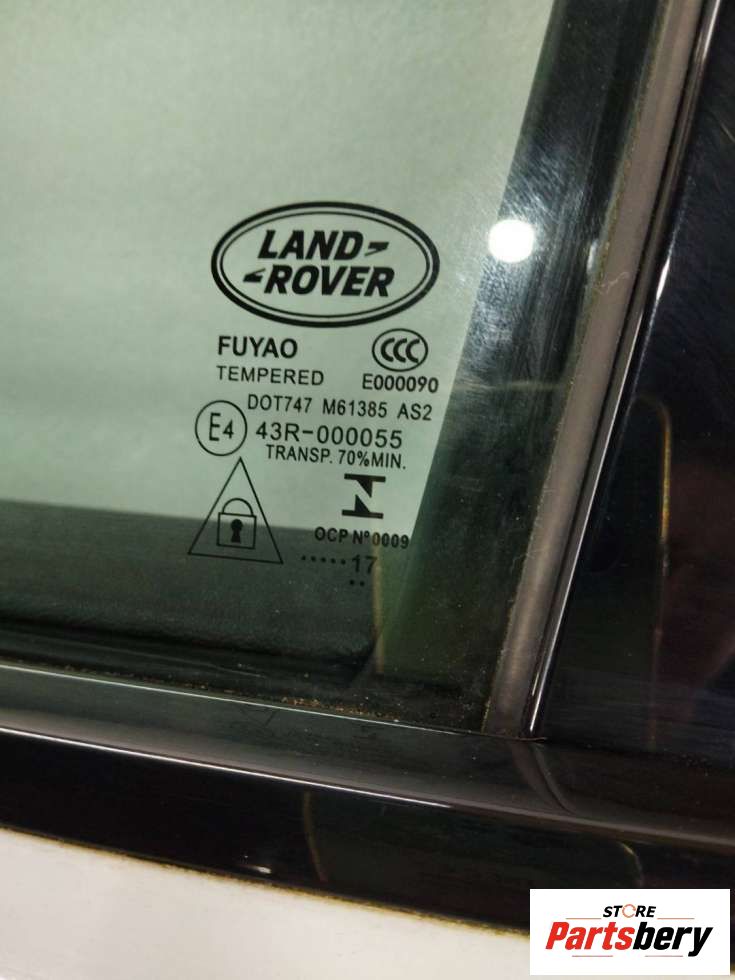 LAND
ROVER
FUYAO
CCC
TEMPERED E000090
DOT747 M61385 AS2
E4 43R-000055
TRANSP. 70%MIN.
N
OCP Nº0009
.....17
..
STORE
Partsbery